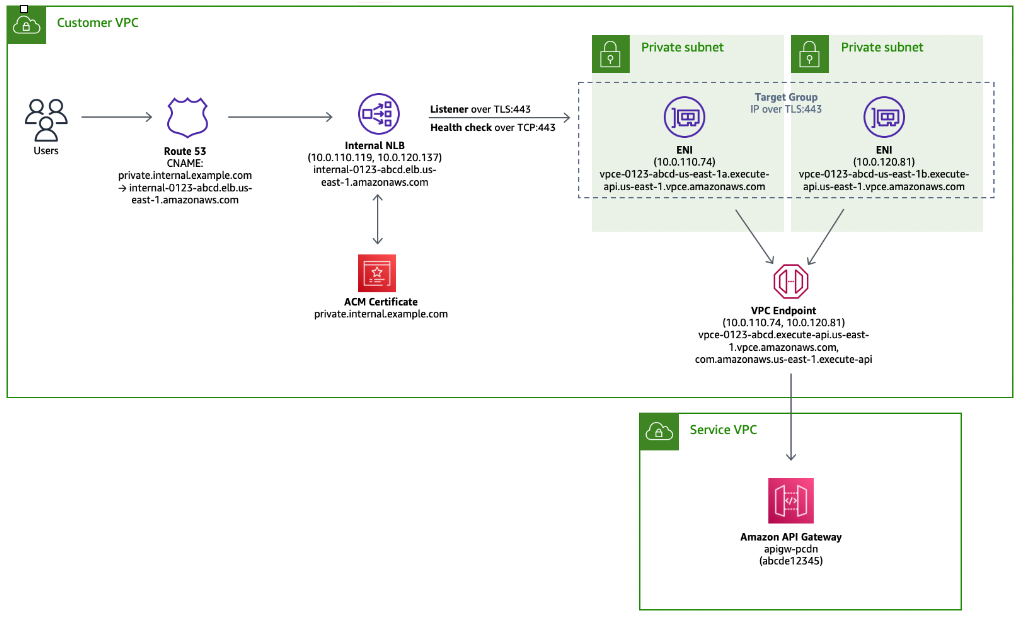 Customer VPC
Private subnet
Private subnet
Users
Route 53
CNAME:
private.internal.example.com
→ internal-0123-abcd.elb.us-
east-1.amazonaws.com
Internal NLB
(10.0.110.119, 10.0.120.137)
internal-0123-abcd.elb.us-
east-1.amazonaws.com
Listener over TLS:443
Health check over TCP:443
Target Group
IP over TLS:443
ENI
(10.0.110.74)
vpce-0123-abcd-us-east-1a.execute-
api.us-east-1.vpce.amazonaws.com
ENI
(10.0.120.81)
vpce-0123-abcd-us-east-1b.execute-
api.us-east-1.vpce.amazonaws.com
ACM Certificate
private.internal.example.com
VPC Endpoint
(10.0.110.74, 10.0.120.81)
vpce-0123-abcd.execute-api.us-east-
1.vpce.amazonaws.com,
com.amazonaws.us-east-1.execute-api
Service VPC
</>
Amazon API Gateway
apigw-pcdn
(abcde12345)